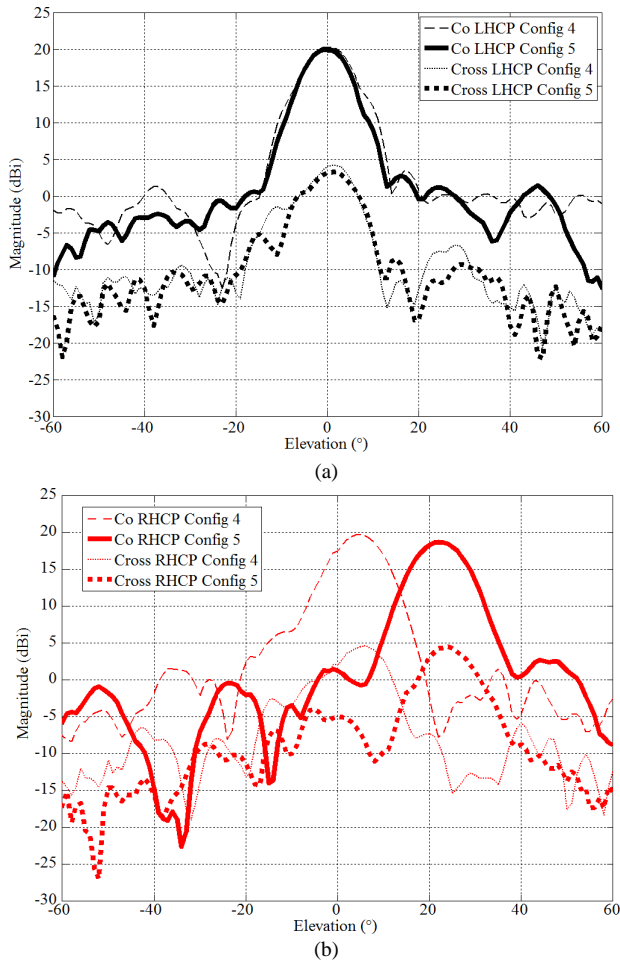 25
20
15
10
5
0
-5
-10
-15
-20
-25
-30
Magnitude (dBi)
Co LHCP Config 4
Co LHCP Config 5
Cross LHCP Config 4
Cross LHCP Config 5
-60 -40 -20 0 20 40 60
Elevation (°)
(a)
25
20
15
10
5
0
-5
-10
-15
-20
-25
-30
Magnitude (dBi)
Co RHCP Config 4
Co RHCP Config 5
Cross RHCP Config 4
Cross RHCP Config 5
-60 -40 -20 0 20 40 60
Elevation (°)
(b)